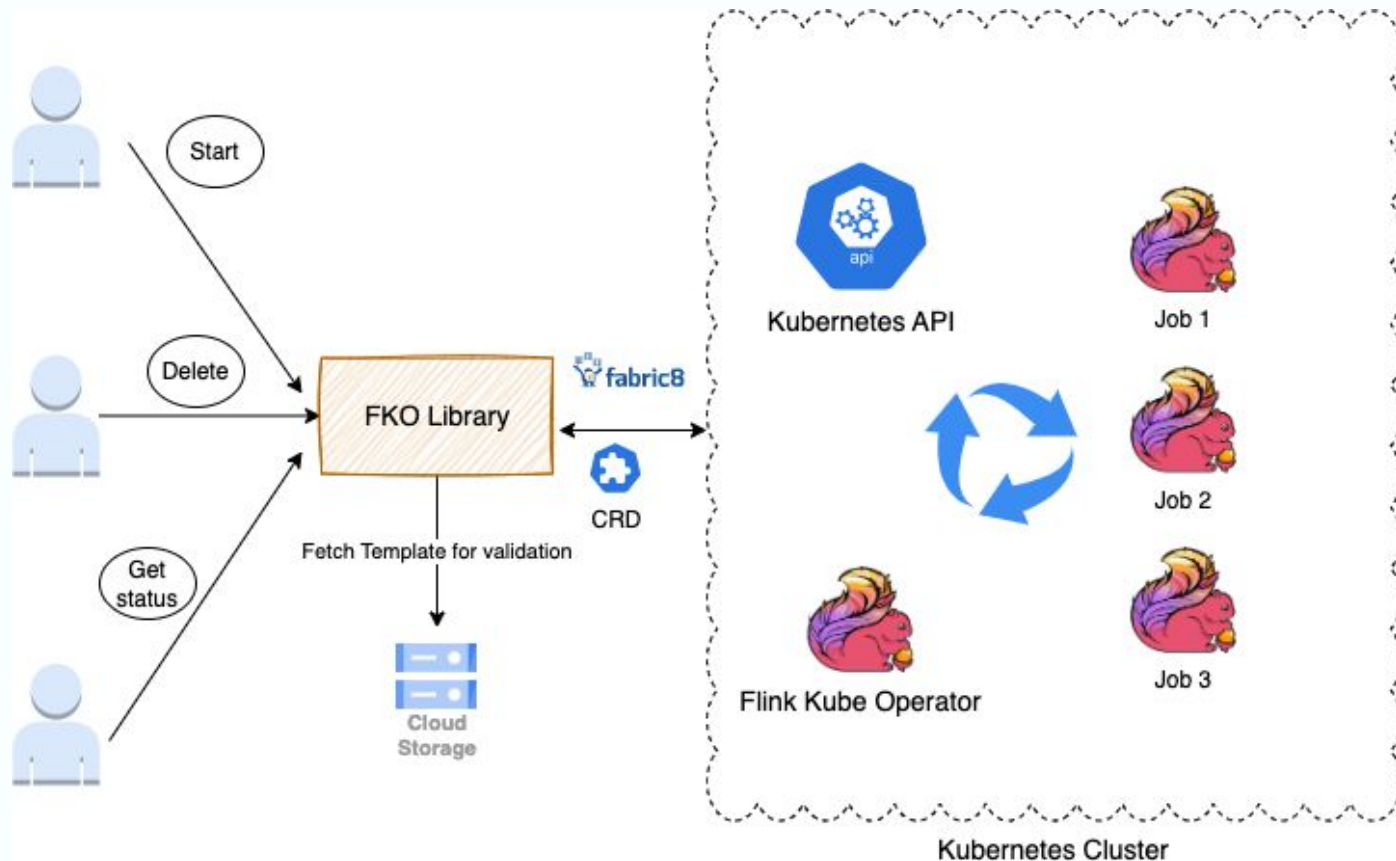 Start
Delete
Get
status
FKO Library
Fetch Template for validation
Cloud
Storage
fabric8
CRD
api
Kubernetes API
Flink Kube Operator
Job 1
Job 2
Job 3
Kubernetes Cluster